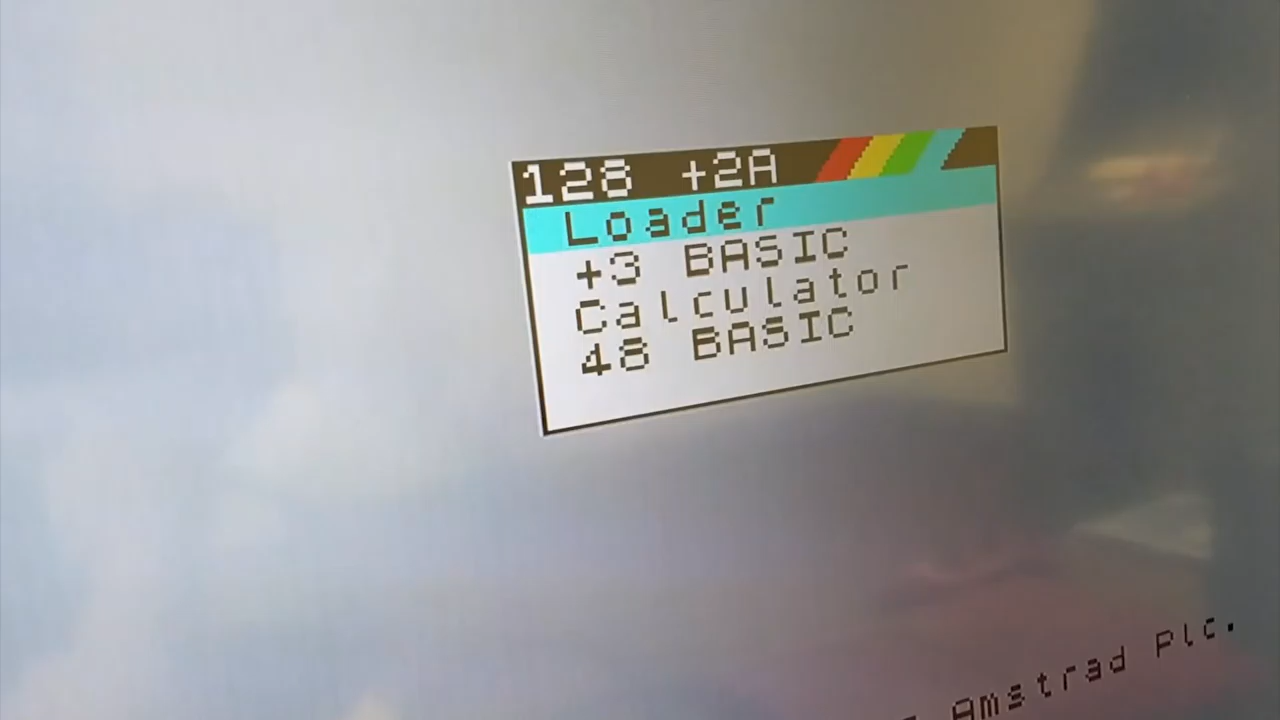 128 +2A
Loader
+3 BASIC
Calculator
48 BASIC
Amstrad Plc.